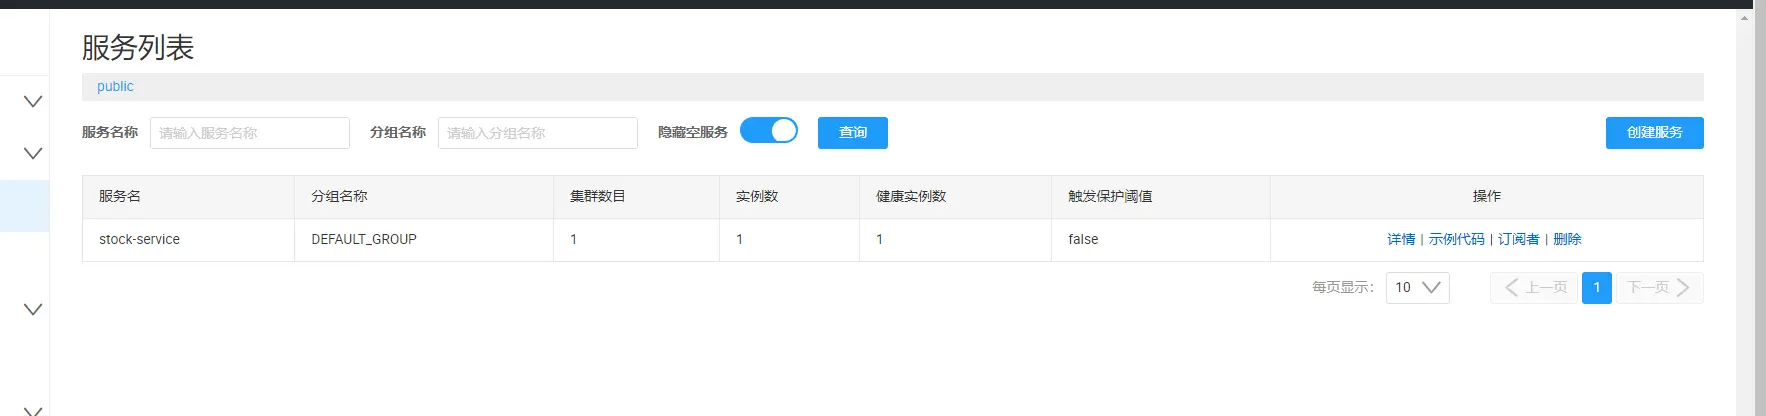 服务列表
public
服务名称 请输入服务名称 分组名称 请输入分组名称 隐藏空服务 查询 创建服务
服务名 分组名称 集群数目 实例数 健康实例数 触发保护阈值 操作
stock-service DEFAULT_GROUP 1 1 1 false 详情 | 示例代码 | 订阅者 | 删除
每页显示： 10 上一页 1 下一页